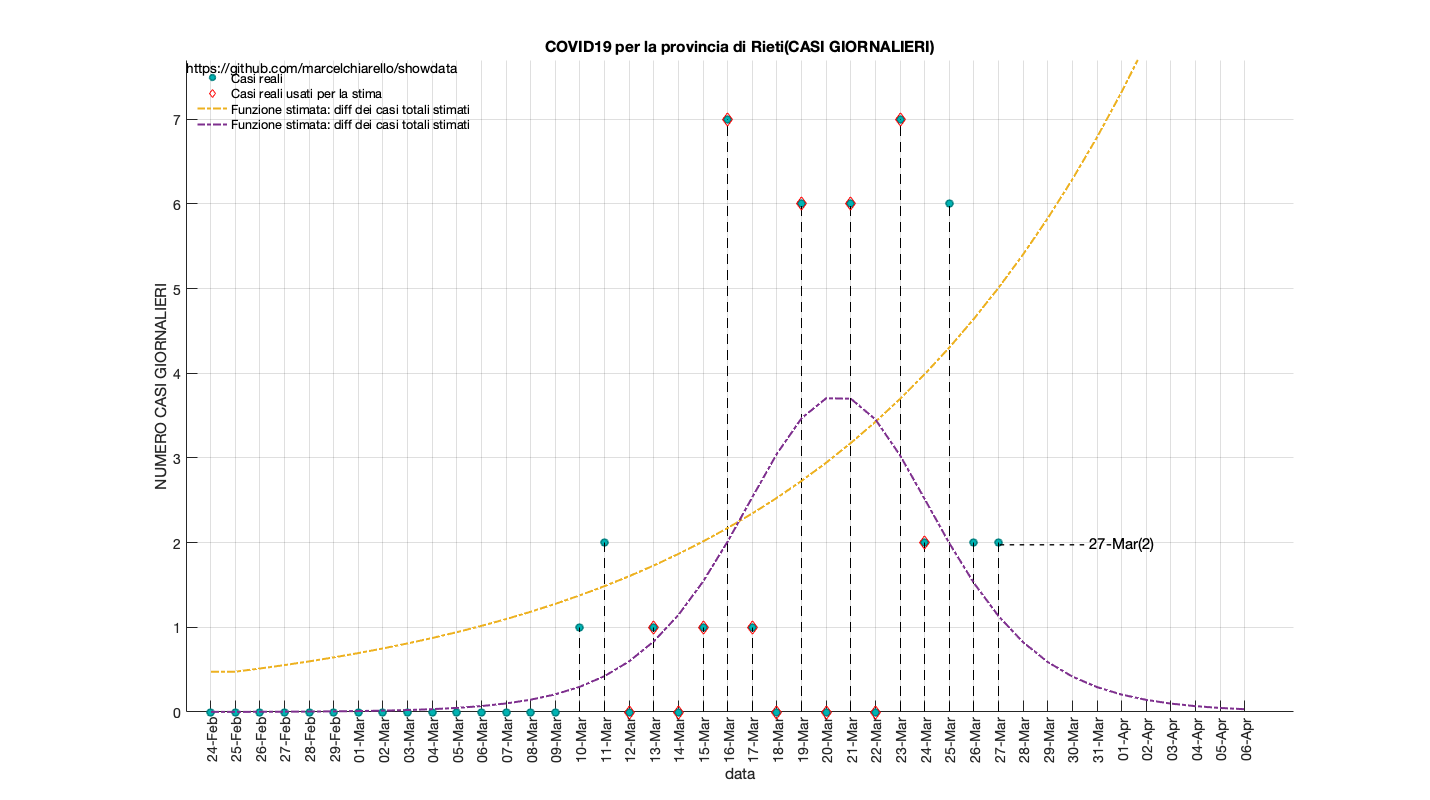 COVID19 per la provincia di Rieti(CASI GIORNALIERI)
https://github.com/marcelchiarello/showdata
Casi reali
Casi reali usati per la stima
Funzione stimata: diff dei casi totali stimati
Funzione stimata: diff dei casi totali stimati
NUMERO CASI GIORNALIERI
7
6
5
4
3
2
1
0
27-Mar(2)
24-Feb
25-Feb
26-Feb
27-Feb
28-Feb
29-Feb
01-Mar
02-Mar
03-Mar
04-Mar
05-Mar
06-Mar
07-Mar
08-Mar
09-Mar
10-Mar
11-Mar
12-Mar
13-Mar
14-Mar
15-Mar
16-Mar
17-Mar
18-Mar
19-Mar
20-Mar
21-Mar
22-Mar
23-Mar
24-Mar
25-Mar
26-Mar
27-Mar
28-Mar
29-Mar
30-Mar
31-Mar
01-Apr
02-Apr
03-Apr
04-Apr
05-Apr
06-Apr
data